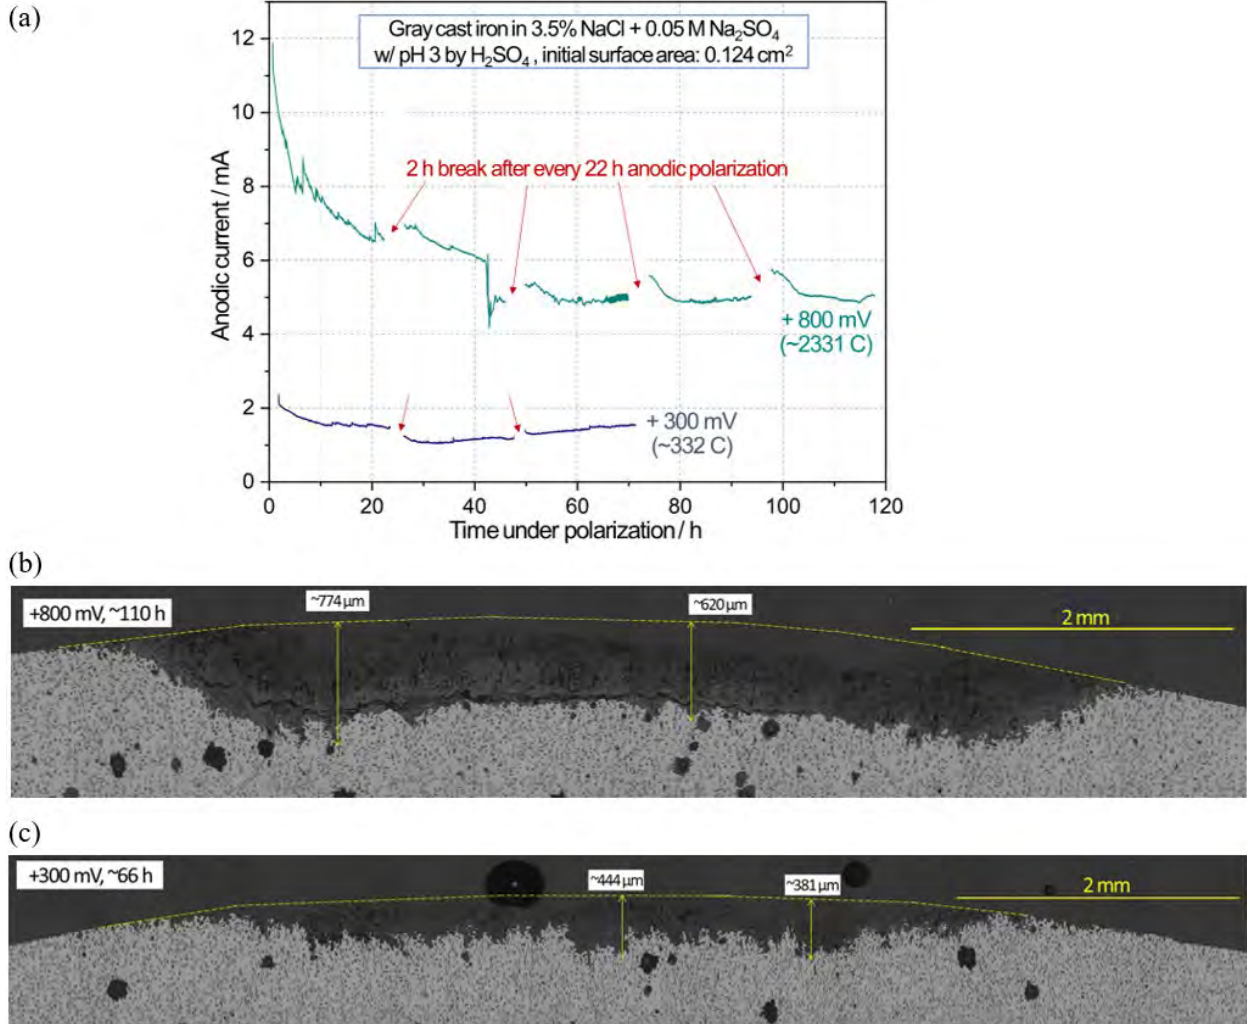 (a)
Gray cast iron in 3.5% NaCl + 0.05 M Na₂SO₄
w/ pH 3 by H₂SO₄ , initial surface area: 0.124 cm²
2 h break after every 22 h anodic polarization
+ 800 mV
(~2331 C)
+ 300 mV
(~332 C)
Anodic current / mA
12
10
8
6
4
2
0
0 20 40 60 80 100 120
Time under polarization / h
(b)
+800 mV, ~110 h
~774 µm
~620 µm
2 mm
(c)
+300 mV, ~66 h
~444 µm
~381 µm
2 mm